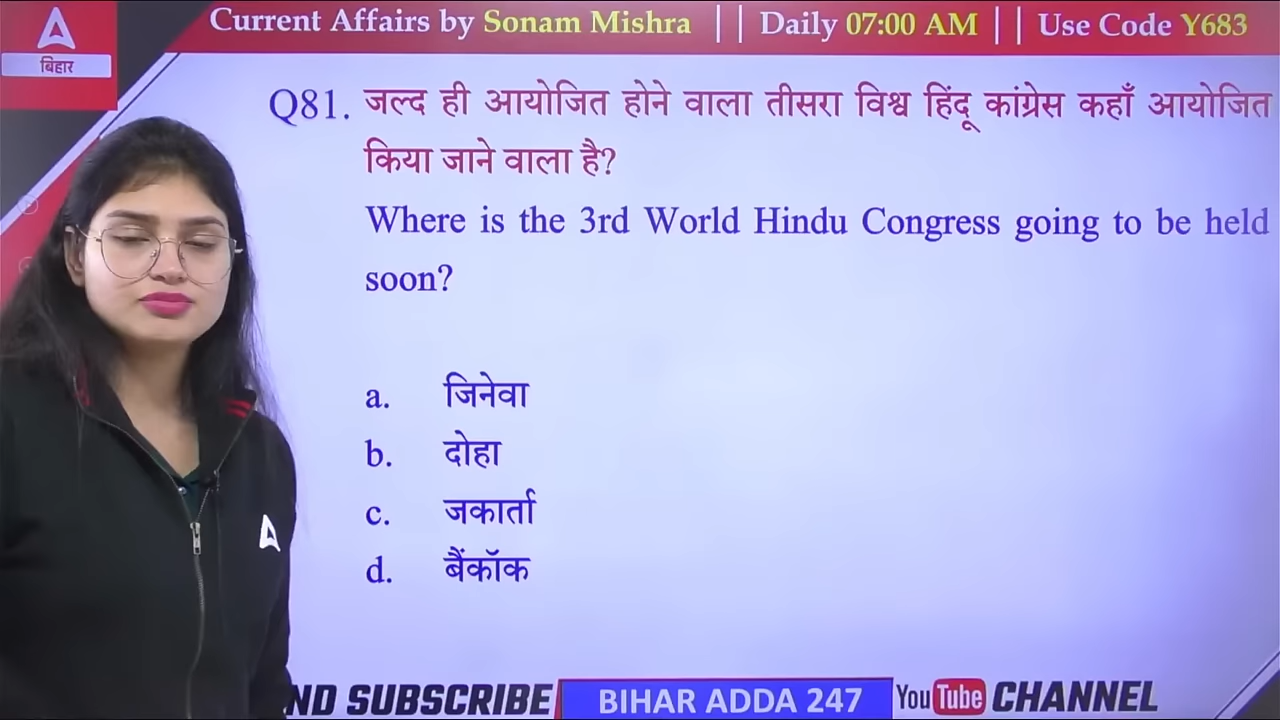 Current Affairs by Sonam Mishra || Daily 07:00 AM || Use Code Y683
बिहार
Q81. जल्द ही आयोजित होने वाला तीसरा विश्व हिंदू कांग्रेस कहाँ आयोजित
किया जाने वाला है?
Where is the 3rd World Hindu Congress going to be held
soon?
a. जिनेवा
b. दोहा
c. जकार्ता
d. बैंकॉक
SUBSCRIBE BIHAR ADDA 247 YouTube CHANNEL